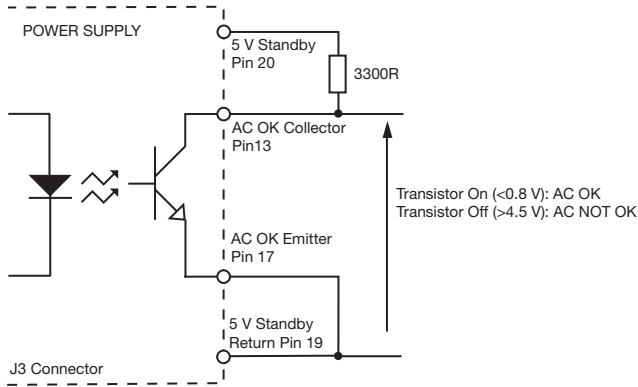 POWER SUPPLY
5 V Standby
Pin 20
3300R
AC OK Collector
Pin13
Transistor On (<0.8 V): AC OK
Transistor Off (>4.5 V): AC NOT OK
AC OK Emitter
Pin 17
5 V Standby
Return Pin 19
J3 Connector